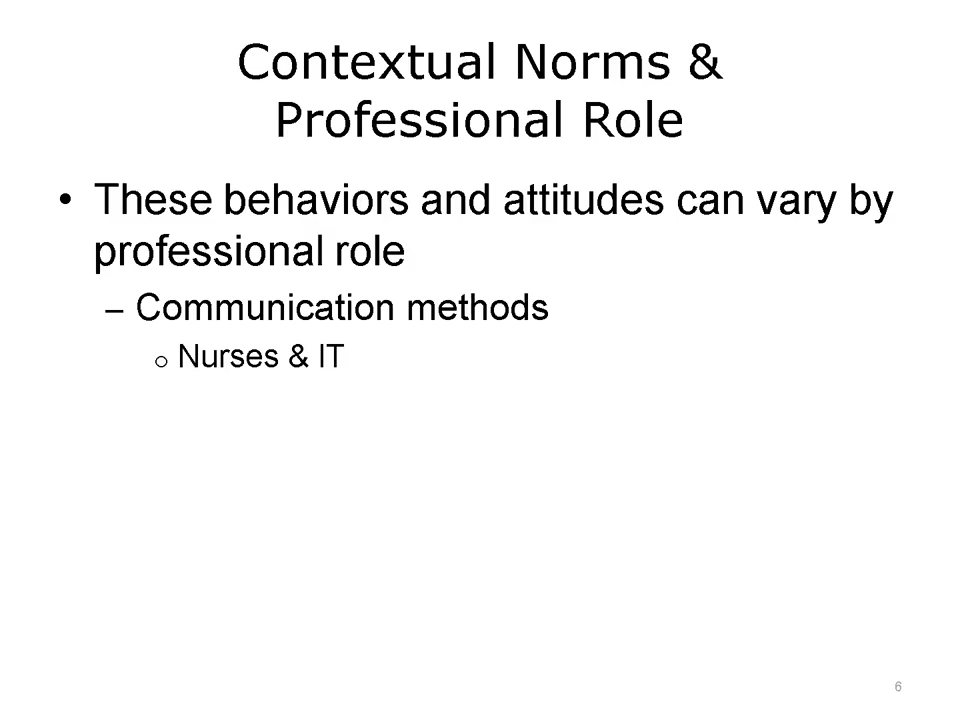 Contextual Norms &
Professional Role
• These behaviors and attitudes can vary by
professional role
– Communication methods
o Nurses & IT
6